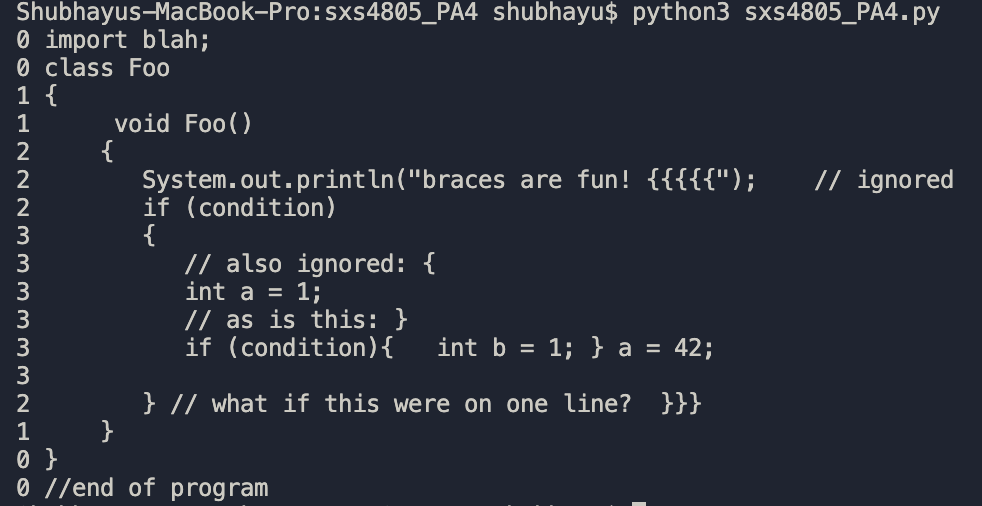 Shubhayus-MacBook-Pro:sxs4805_PA4 shubhayu$ python3 sxs4805_PA4.py
0 import blah;
0 class Foo
1 {
1      void Foo()
2     {
2        System.out.println("braces are fun! {{{{{");    // ignored
2        if (condition)
3        {
3           // also ignored: {
3           int a = 1;
3           // as is this: }
3           if (condition){   int b = 1; } a = 42;
3
2        } // what if this were on one line?  }}}
1     }
0 }
0 //end of program